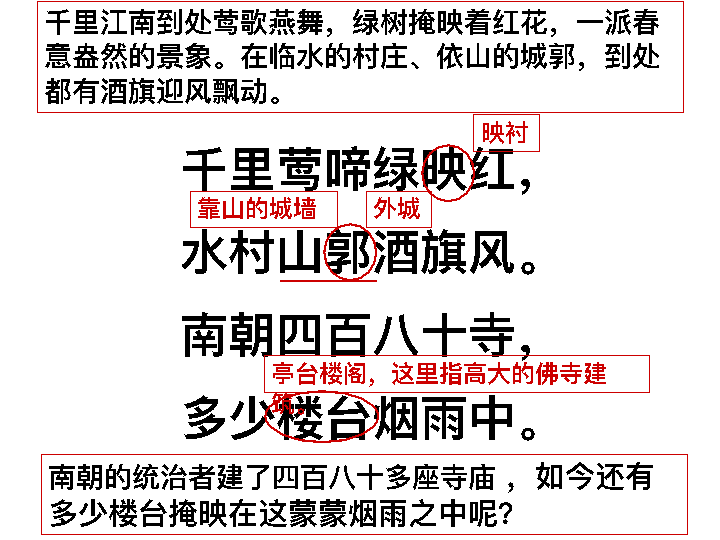 千里江南到处莺歌燕舞，绿树掩映着红花，一派春
意盎然的景象。在临水的村庄、依山的城郭，到处
都有酒旗迎风飘动。
映衬
千里莺啼绿映红，
靠山的城墙
外城
水村山郭酒旗风。
南朝四百八十寺，
亭台楼阁，这里指高大的佛寺建
筑。
多少楼台烟雨中。
南朝的统治者建了四百八十多座寺庙 ，如今还有
多少楼台掩映在这蒙蒙烟雨之中呢？